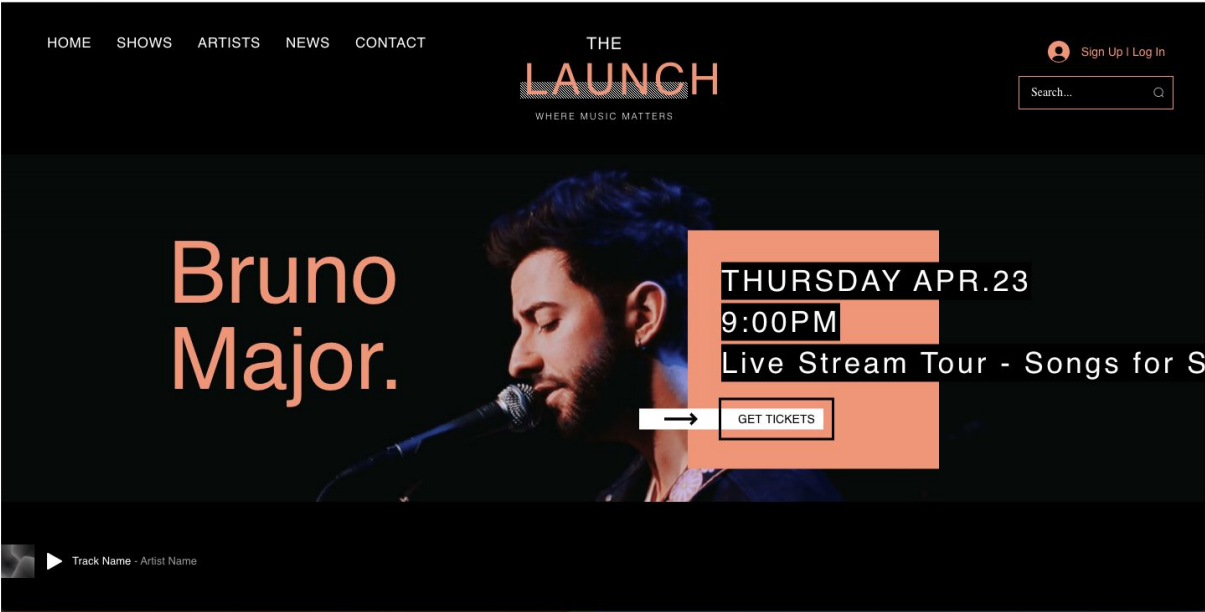 HOME SHOWS ARTISTS NEWS CONTACT
THE
LAUNCH
WHERE MUSIC MATTERS
Sign Up | Log In
Search...
Bruno
Major.
THURSDAY APR.23
9:00PM
Live Stream Tour - Songs for S
GET TICKETS
Track Name - Artist Name